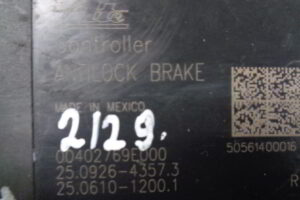 Controller
ANTILOCK BRAKE
MADE IN MEXICO
2129.
00402769E000
50561400016
25.0926-4357.3
25.0610-1200.1
R